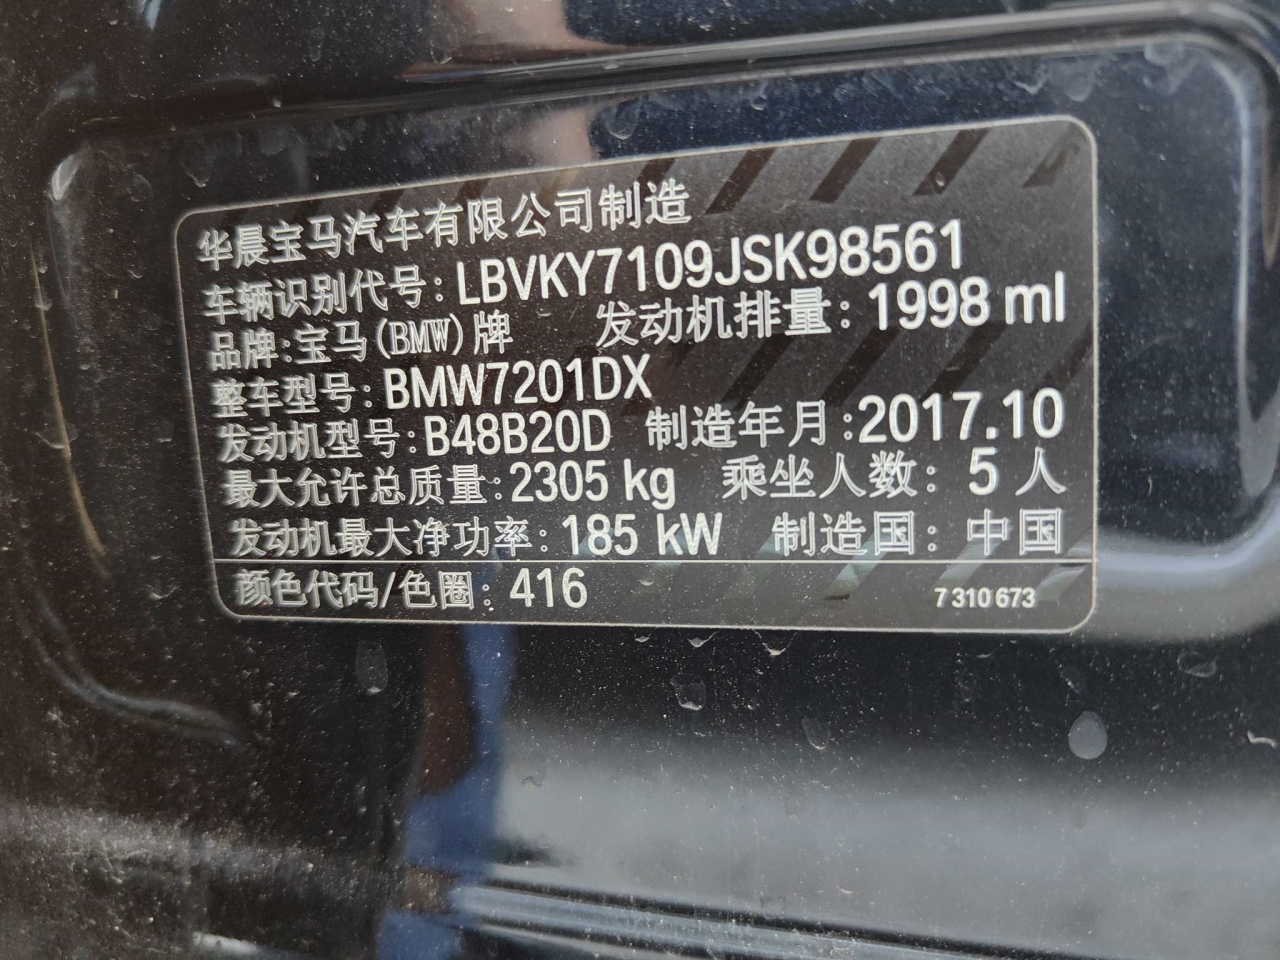 华晨宝马汽车有限公司制造
车辆识别代号：LBVKY7109JSK98561
品牌：宝马(BMW)牌 发动机排量：1998 ml
整车型号：BMW7201DX
发动机型号：B48B20D 制造年月：2017.10
最大允许总质量：2305 kg 乘坐人数：5 人
发动机最大净功率：185 kW 制造国：中国
颜色代码/色圈：416 7 310 673